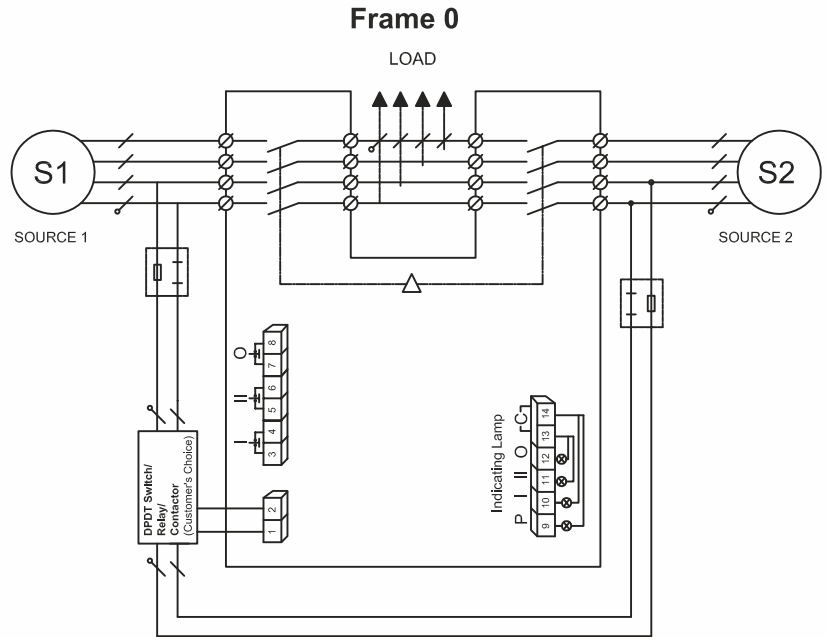 Frame 0
LOAD
S1
S2
SOURCE 1
SOURCE 2
O
II
I
8
7
6
5
4
3
2
1
DPDT Switch/
Relay/
Contactor
(Customer's Choice)
Indicating Lamp
P I II O C
14
13
12
11
10
9